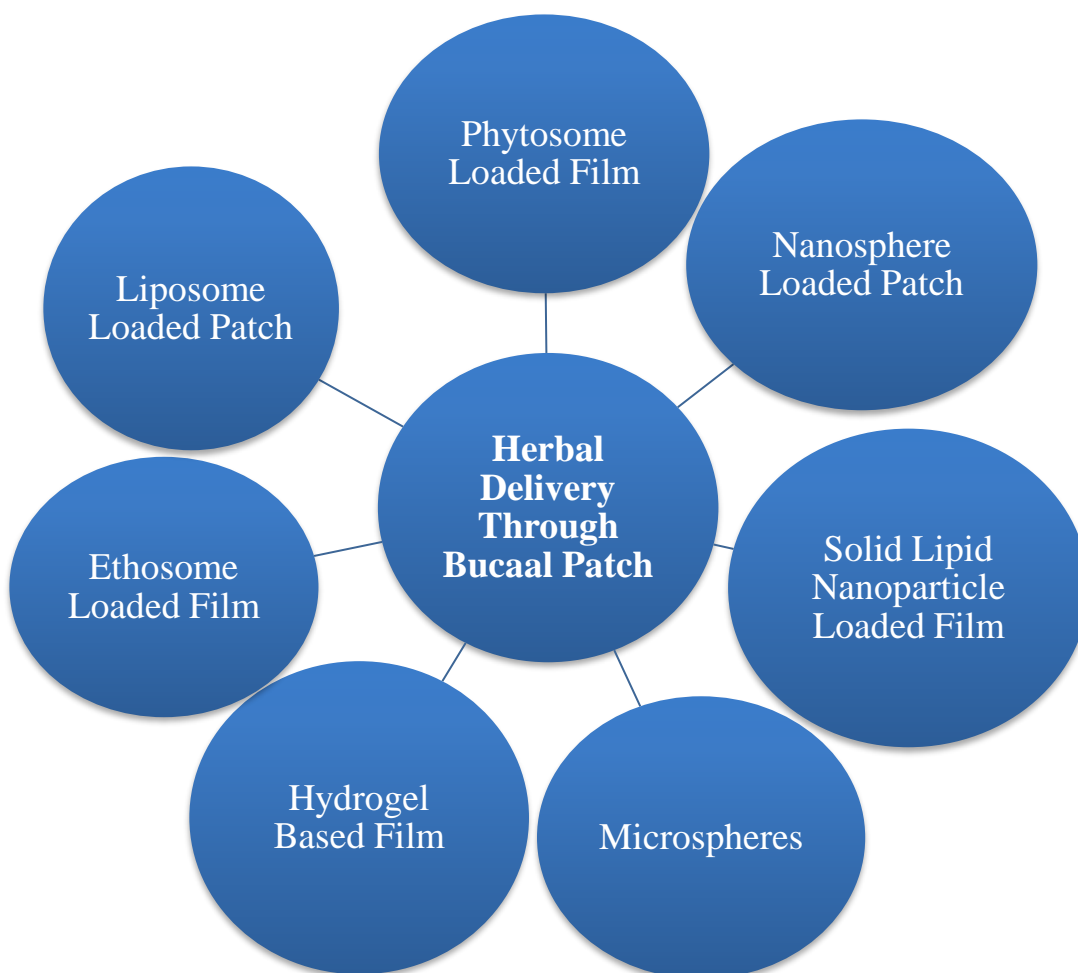 Phytosome
Loaded Film
Nanosphere
Loaded Patch
Solid Lipid
Nanoparticle
Loaded Film
Microspheres
Hydrogel
Based Film
Ethosome
Loaded Film
Liposome
Loaded Patch
Herbal
Delivery
Through
Bucaal Patch